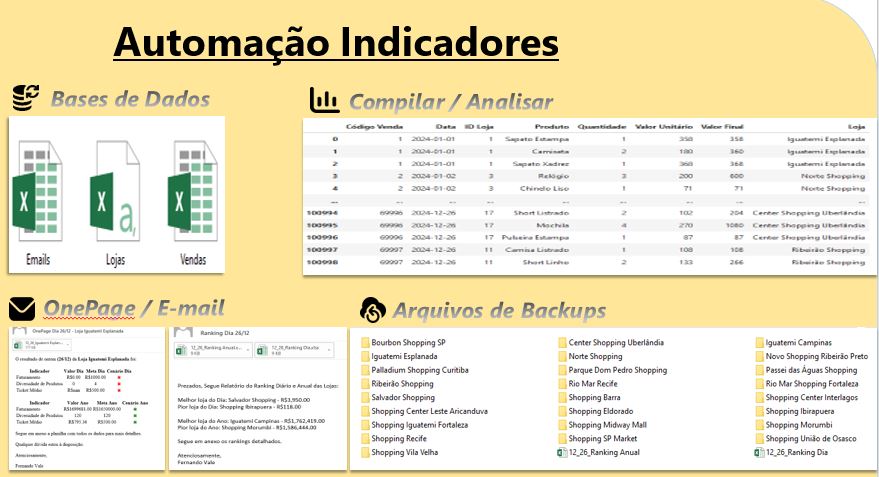 Automação Indicadores
Bases de Dados
Compilar / Analisar
Emails
Lojas
Vendas
Código Venda Data ID Loja Produto Quantidade Valor Unitário Valor Final Loja
0 1 2024-01-01 1 Sapato Estampa 1 358 358 Iguatemi Esplanada
1 1 2024-01-01 1 Camiseta 2 180 360 Iguatemi Esplanada
2 1 2024-01-01 1 Sapato Xadrez 1 368 368 Iguatemi Esplanada
3 2 2024-01-02 3 Relógio 3 200 600 Norte Shopping
4 2 2024-01-02 3 Chinelo Liso 1 71 71 Norte Shopping
... ... ... ... ... ... ... ... ...
100994 69996 2024-12-26 17 Short Listrado 2 102 204 Center Shopping Uberlândia
100995 69996 2024-12-26 17 Mochila 4 270 1080 Center Shopping Uberlândia
100996 69996 2024-12-26 17 Pulseira Estampa 1 87 87 Center Shopping Uberlândia
100997 69997 2024-12-26 11 Camisa Listrado 1 108 108 Ribeirão Shopping
100998 69997 2024-12-26 11 Short Linho 2 133 266 Ribeirão Shopping
OnePage / E-mail
Arquivos de Backups
OnePage Dia 26/12 - Loja Iguatemi Esplanada
O resultado de ontem (26/12) da Loja Iguatemi Esplanada foi:
Indicador Valor Dia Meta Dia Cenário Dia
Faturamento R$0.00 R$1000.00
Diversidade de Produtos 0 4
Ticket Médio R$nan R$500.00
Indicador Valor Ano Meta Ano Cenário Ano
Faturamento
Diversidade de Produtos 120 120
Ticket Médio R$500.00
Segue em anexo a planilha com todos os dados para mais detalhes.
Qualquer dúvida estou à disposição.
Atenciosamente,
Fernando Vale
Ranking Dia 26/12
12_26_Ranking Anual.x...
9 KB
12_26_Ranking Dia.xlsx
9 KB
Prezados, Segue Relatório do Ranking Diário e Anual das Lojas:
Melhor loja do Dia: Salvador Shopping - R$3,950.00
Pior loja do Dia: Shopping Ibirapuera - R$118.00
Melhor loja do Ano: Iguatemi Campinas - R$1,762,419.00
Pior loja do Ano: Shopping Morumbi - R$1,586,444.00
Segue em anexo os rankings detalhados.
Atenciosamente,
Fernando Vale
Bourbon Shopping SP
Iguatemi Esplanada
Palladium Shopping Curitiba
Ribeirão Shopping
Salvador Shopping
Shopping Center Leste Aricanduva
Shopping Iguatemi Fortaleza
Shopping Recife
Shopping Vila Velha
Center Shopping Uberlândia
Norte Shopping
Parque Dom Pedro Shopping
Rio Mar Recife
Shopping Barra
Shopping Eldorado
Shopping Midway Mall
Shopping SP Market
12_26_Ranking Anual
Iguatemi Campinas
Novo Shopping Ribeirão Preto
Passei das Águas Shopping
Rio Mar Shopping Fortaleza
Shopping Center Interlagos
Shopping Ibirapuera
Shopping Morumbi
Shopping União de Osasco
12_26_Ranking Dia